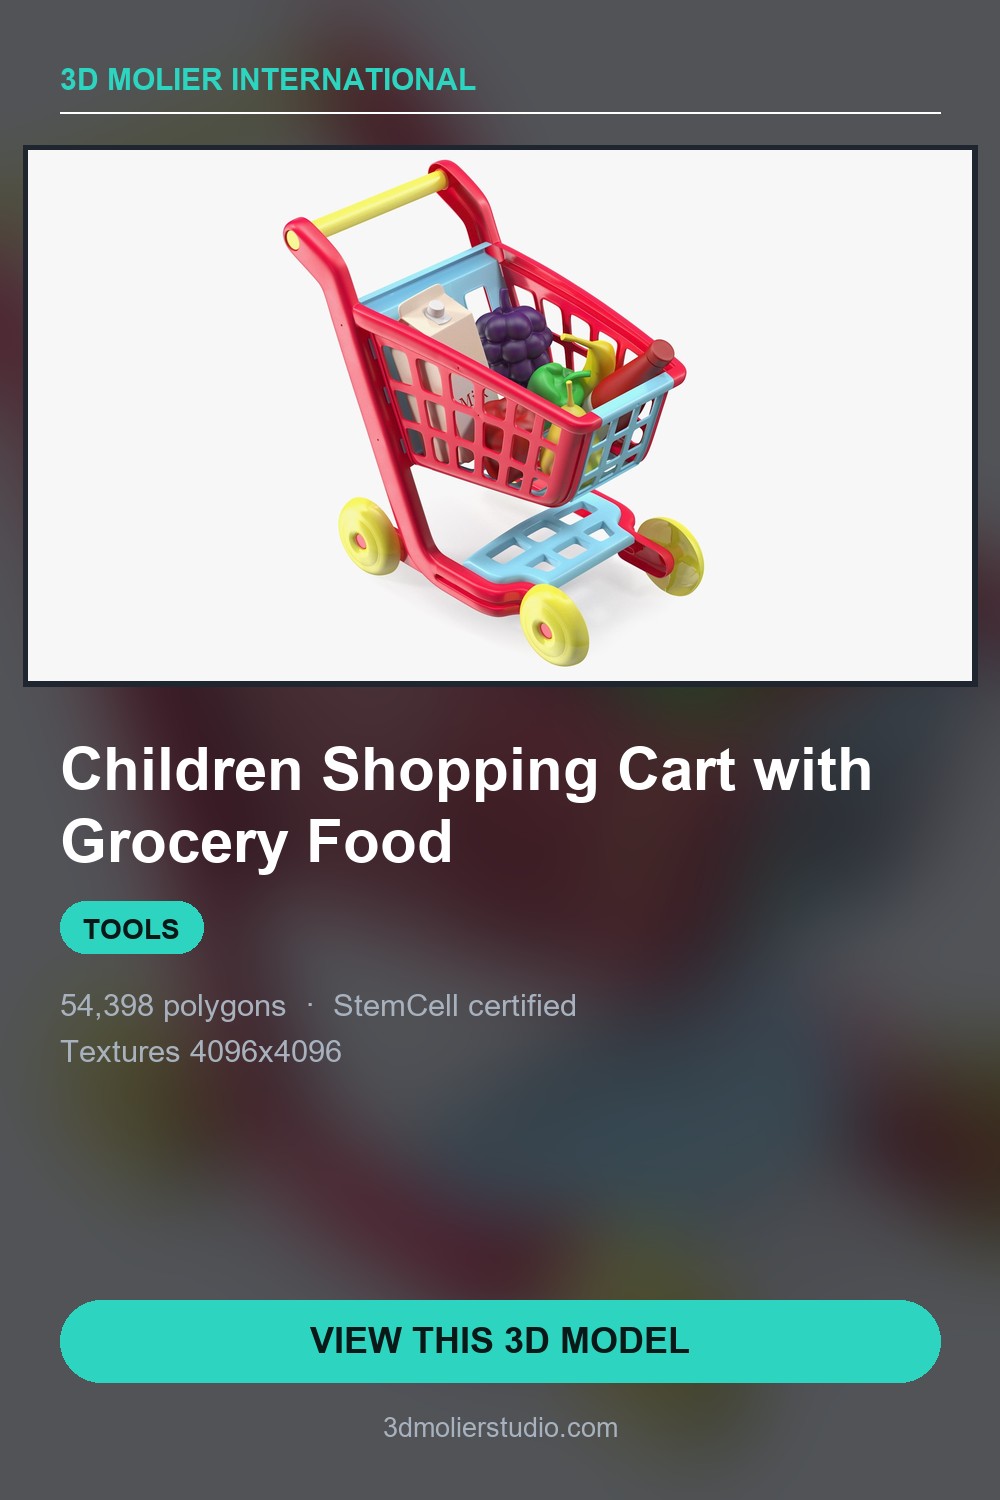 3D MOLIER INTERNATIONAL
Milk
Children Shopping Cart with
Grocery Food
TOOLS
54,398 polygons · StemCell certified
Textures 4096x4096
VIEW THIS 3D MODEL
3dmolierstudio.com